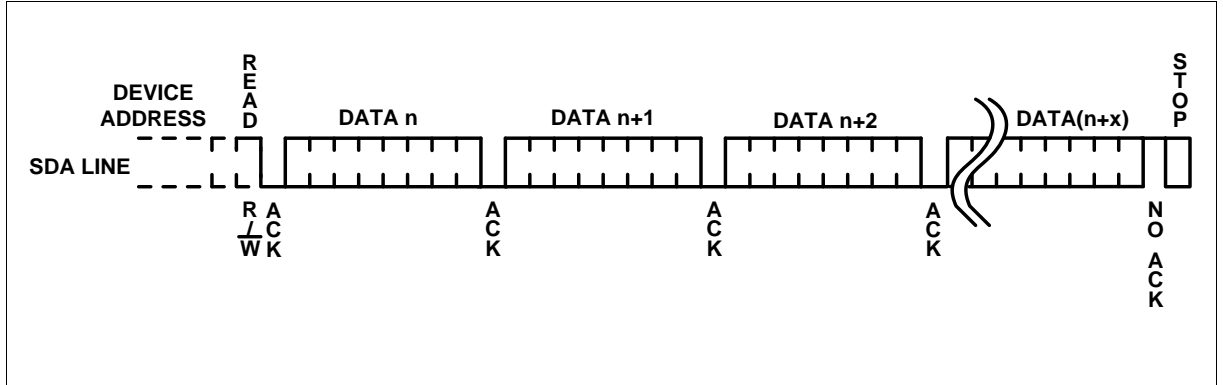 READ
STOP
DEVICE
ADDRESS
DATA n
DATA n+1
DATA n+2
DATA(n+x)
SDA LINE
R/W
ACK
ACK
ACK
ACK
NO ACK